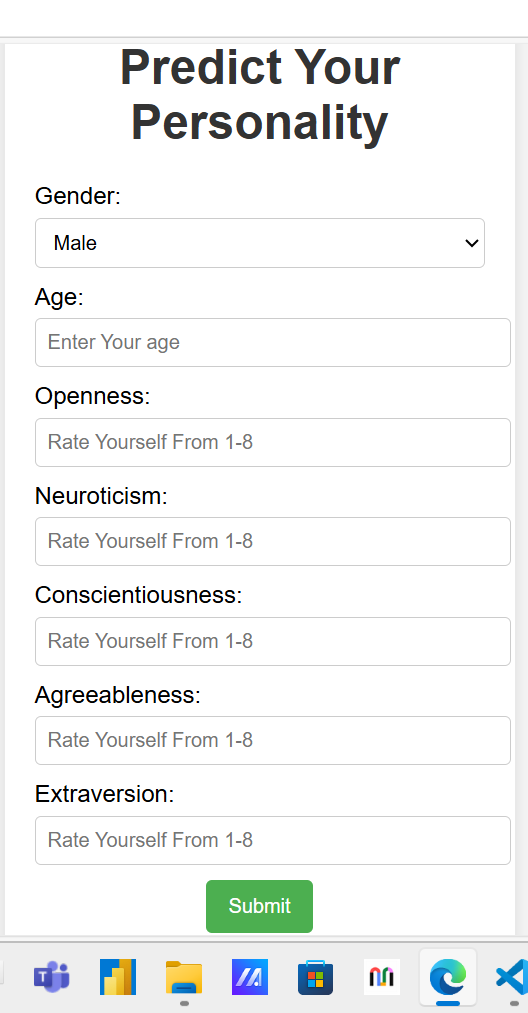 Predict Your
Personality
Gender:
Male
Age:
Enter Your age
Openness:
Rate Yourself From 1-8
Neuroticism:
Rate Yourself From 1-8
Conscientiousness:
Rate Yourself From 1-8
Agreeableness:
Rate Yourself From 1-8
Extraversion:
Rate Yourself From 1-8
Submit